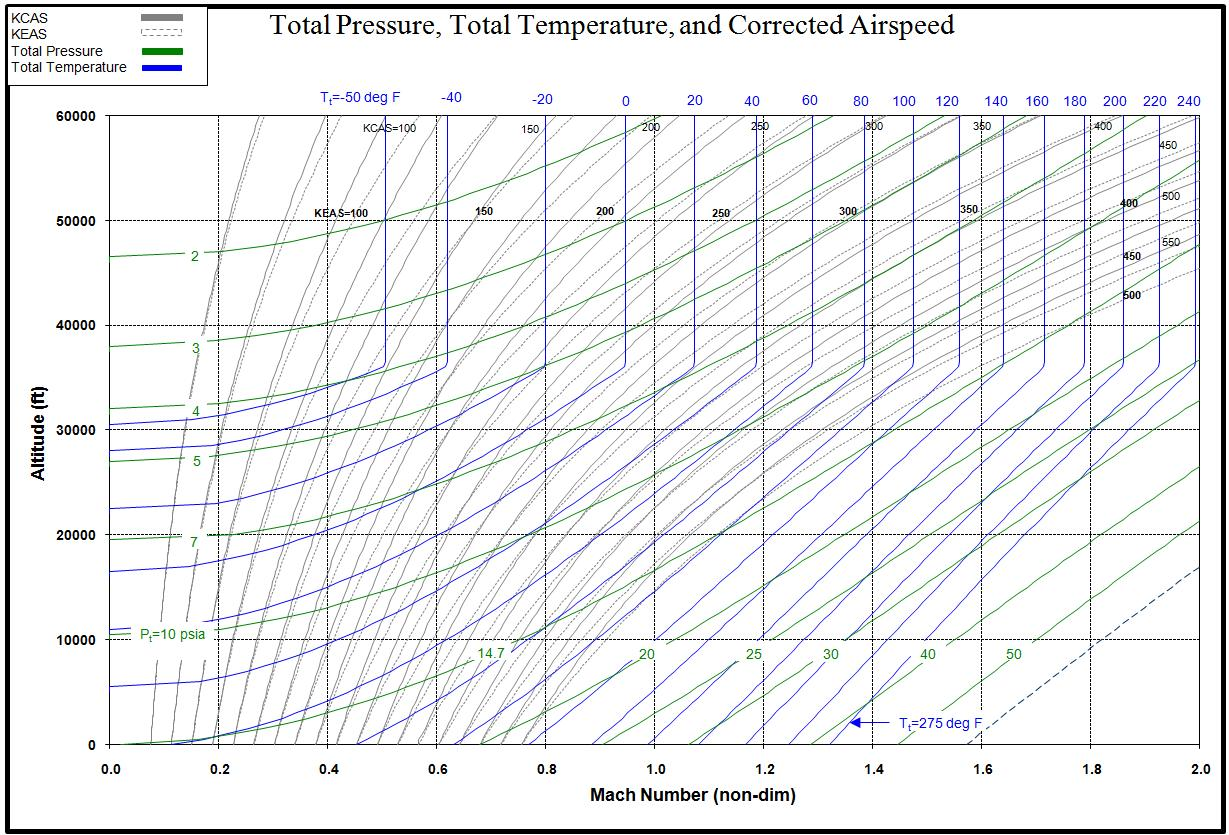 Total Pressure, Total Temperature, and Corrected Airspeed
KCAS
KEAS
Total Pressure
Total Temperature
Tt=-50 deg F -40 -20 0 20 40 60 80 100 120 140 160 180 200 220 240
60000
KCAS=100 150 200 250 300 350 400
450
500
550
50000
KEAS=100 150 200 250 300 350 400
450
500
2
40000
3
4
30000
5
20000
7
Pt=10 psia
10000
14.7 20 25 30 40 50
Tt=275 deg F
0
0.0 0.2 0.4 0.6 0.8 1.0 1.2 1.4 1.6 1.8 2.0
Altitude (ft)
Mach Number (non-dim)